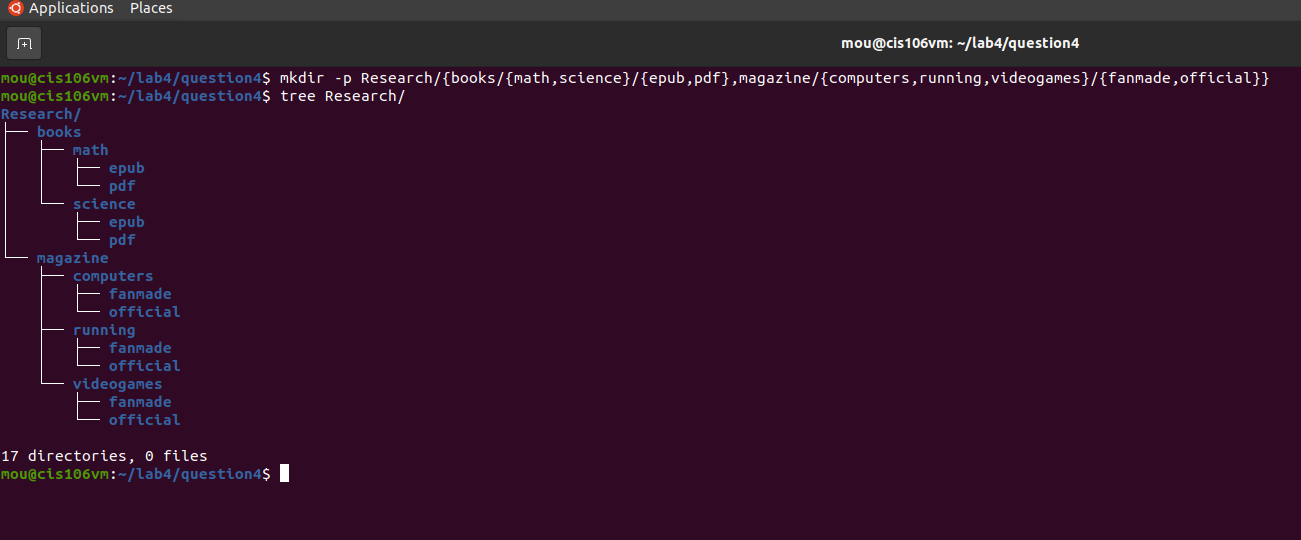 Applications Places
mou@cis106vm: ~/lab4/question4
mou@cis106vm:~/lab4/question4$ mkdir -p Research/{books/{math,science}/{epub,pdf},magazine/{computers,running,videogames}/{fanmade,official}}
mou@cis106vm:~/lab4/question4$ tree Research/
Research/
├── books
│   ├── math
│   │   ├── epub
│   │   └── pdf
│   └── science
│       ├── epub
│       └── pdf
└── magazine
    ├── computers
    │   ├── fanmade
    │   └── official
    ├── running
    │   ├── fanmade
    │   └── official
    └── videogames
        ├── fanmade
        └── official
17 directories, 0 files
mou@cis106vm:~/lab4/question4$